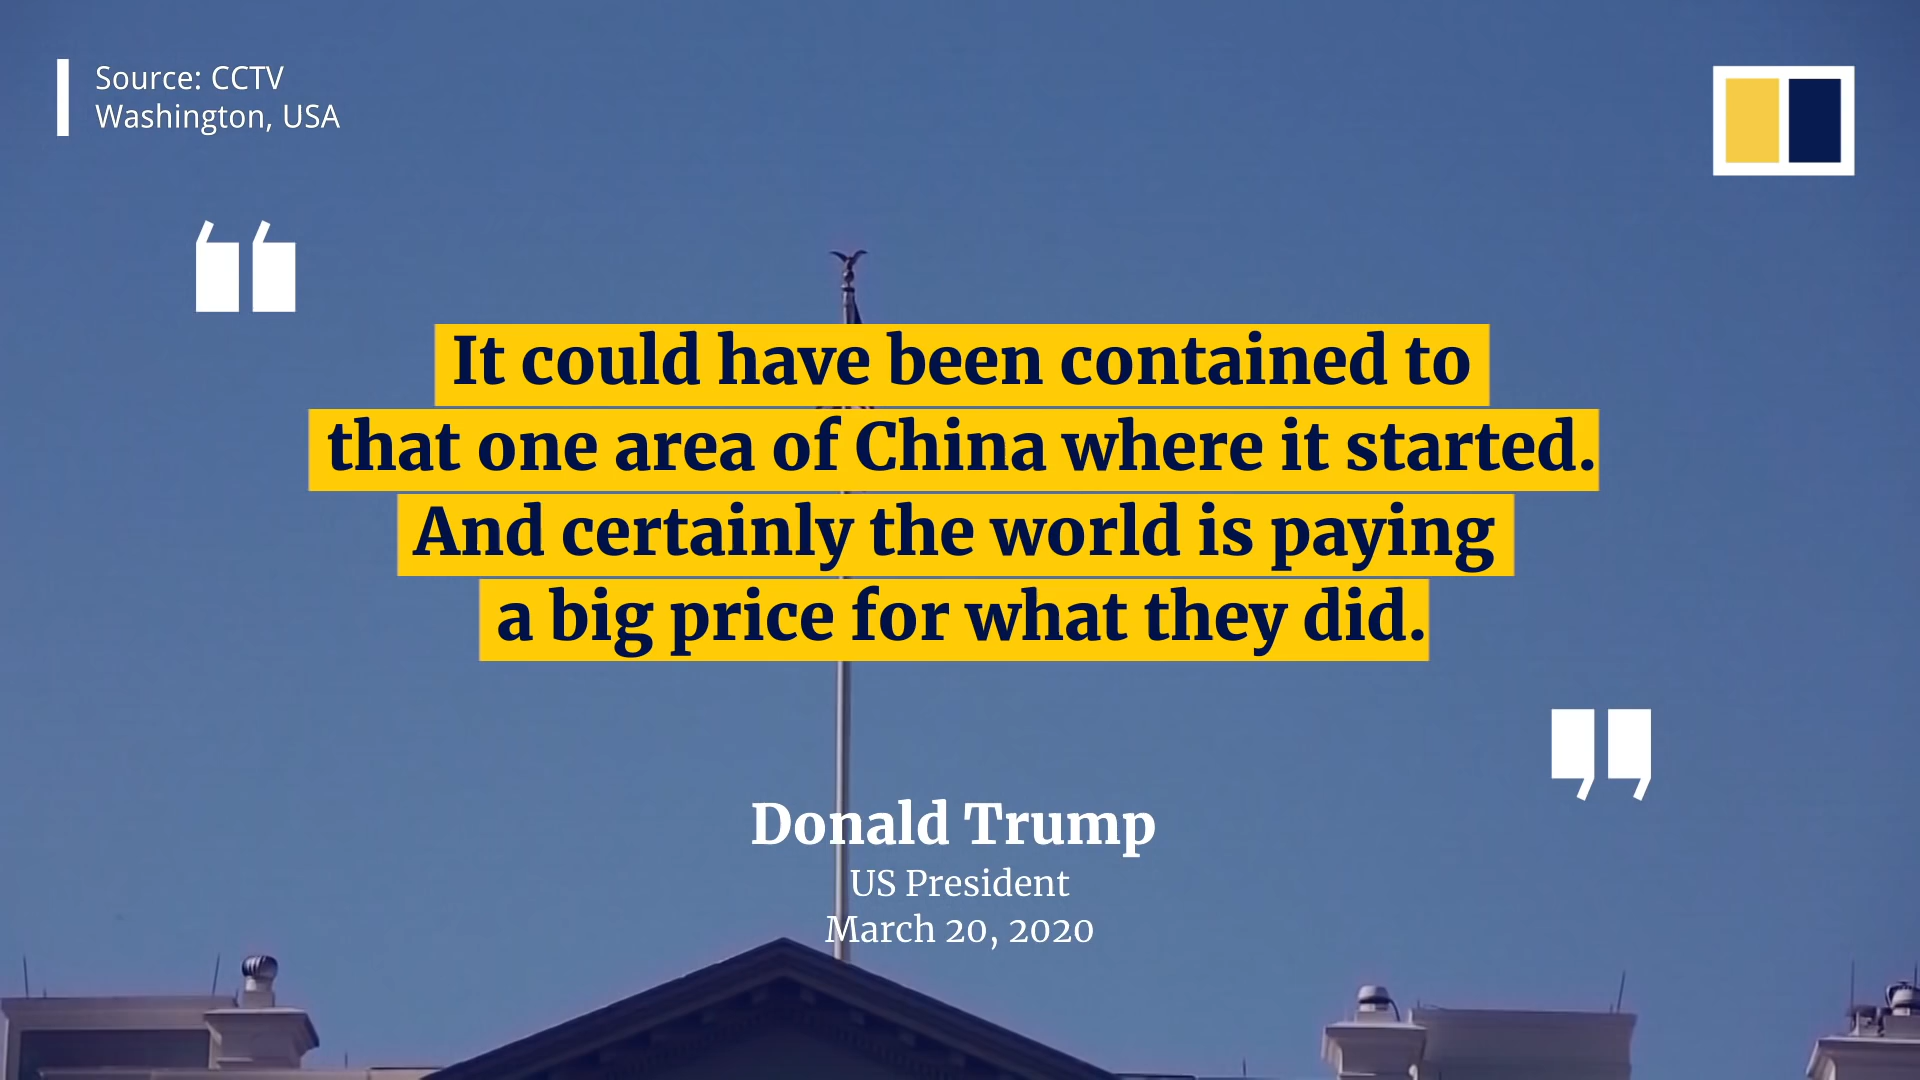 Source: CCTV
Washington, USA
It could have been contained to
that one area of China where it started.
And certainly the world is paying
a big price for what they did.
Donald Trump
US President
March 20, 2020